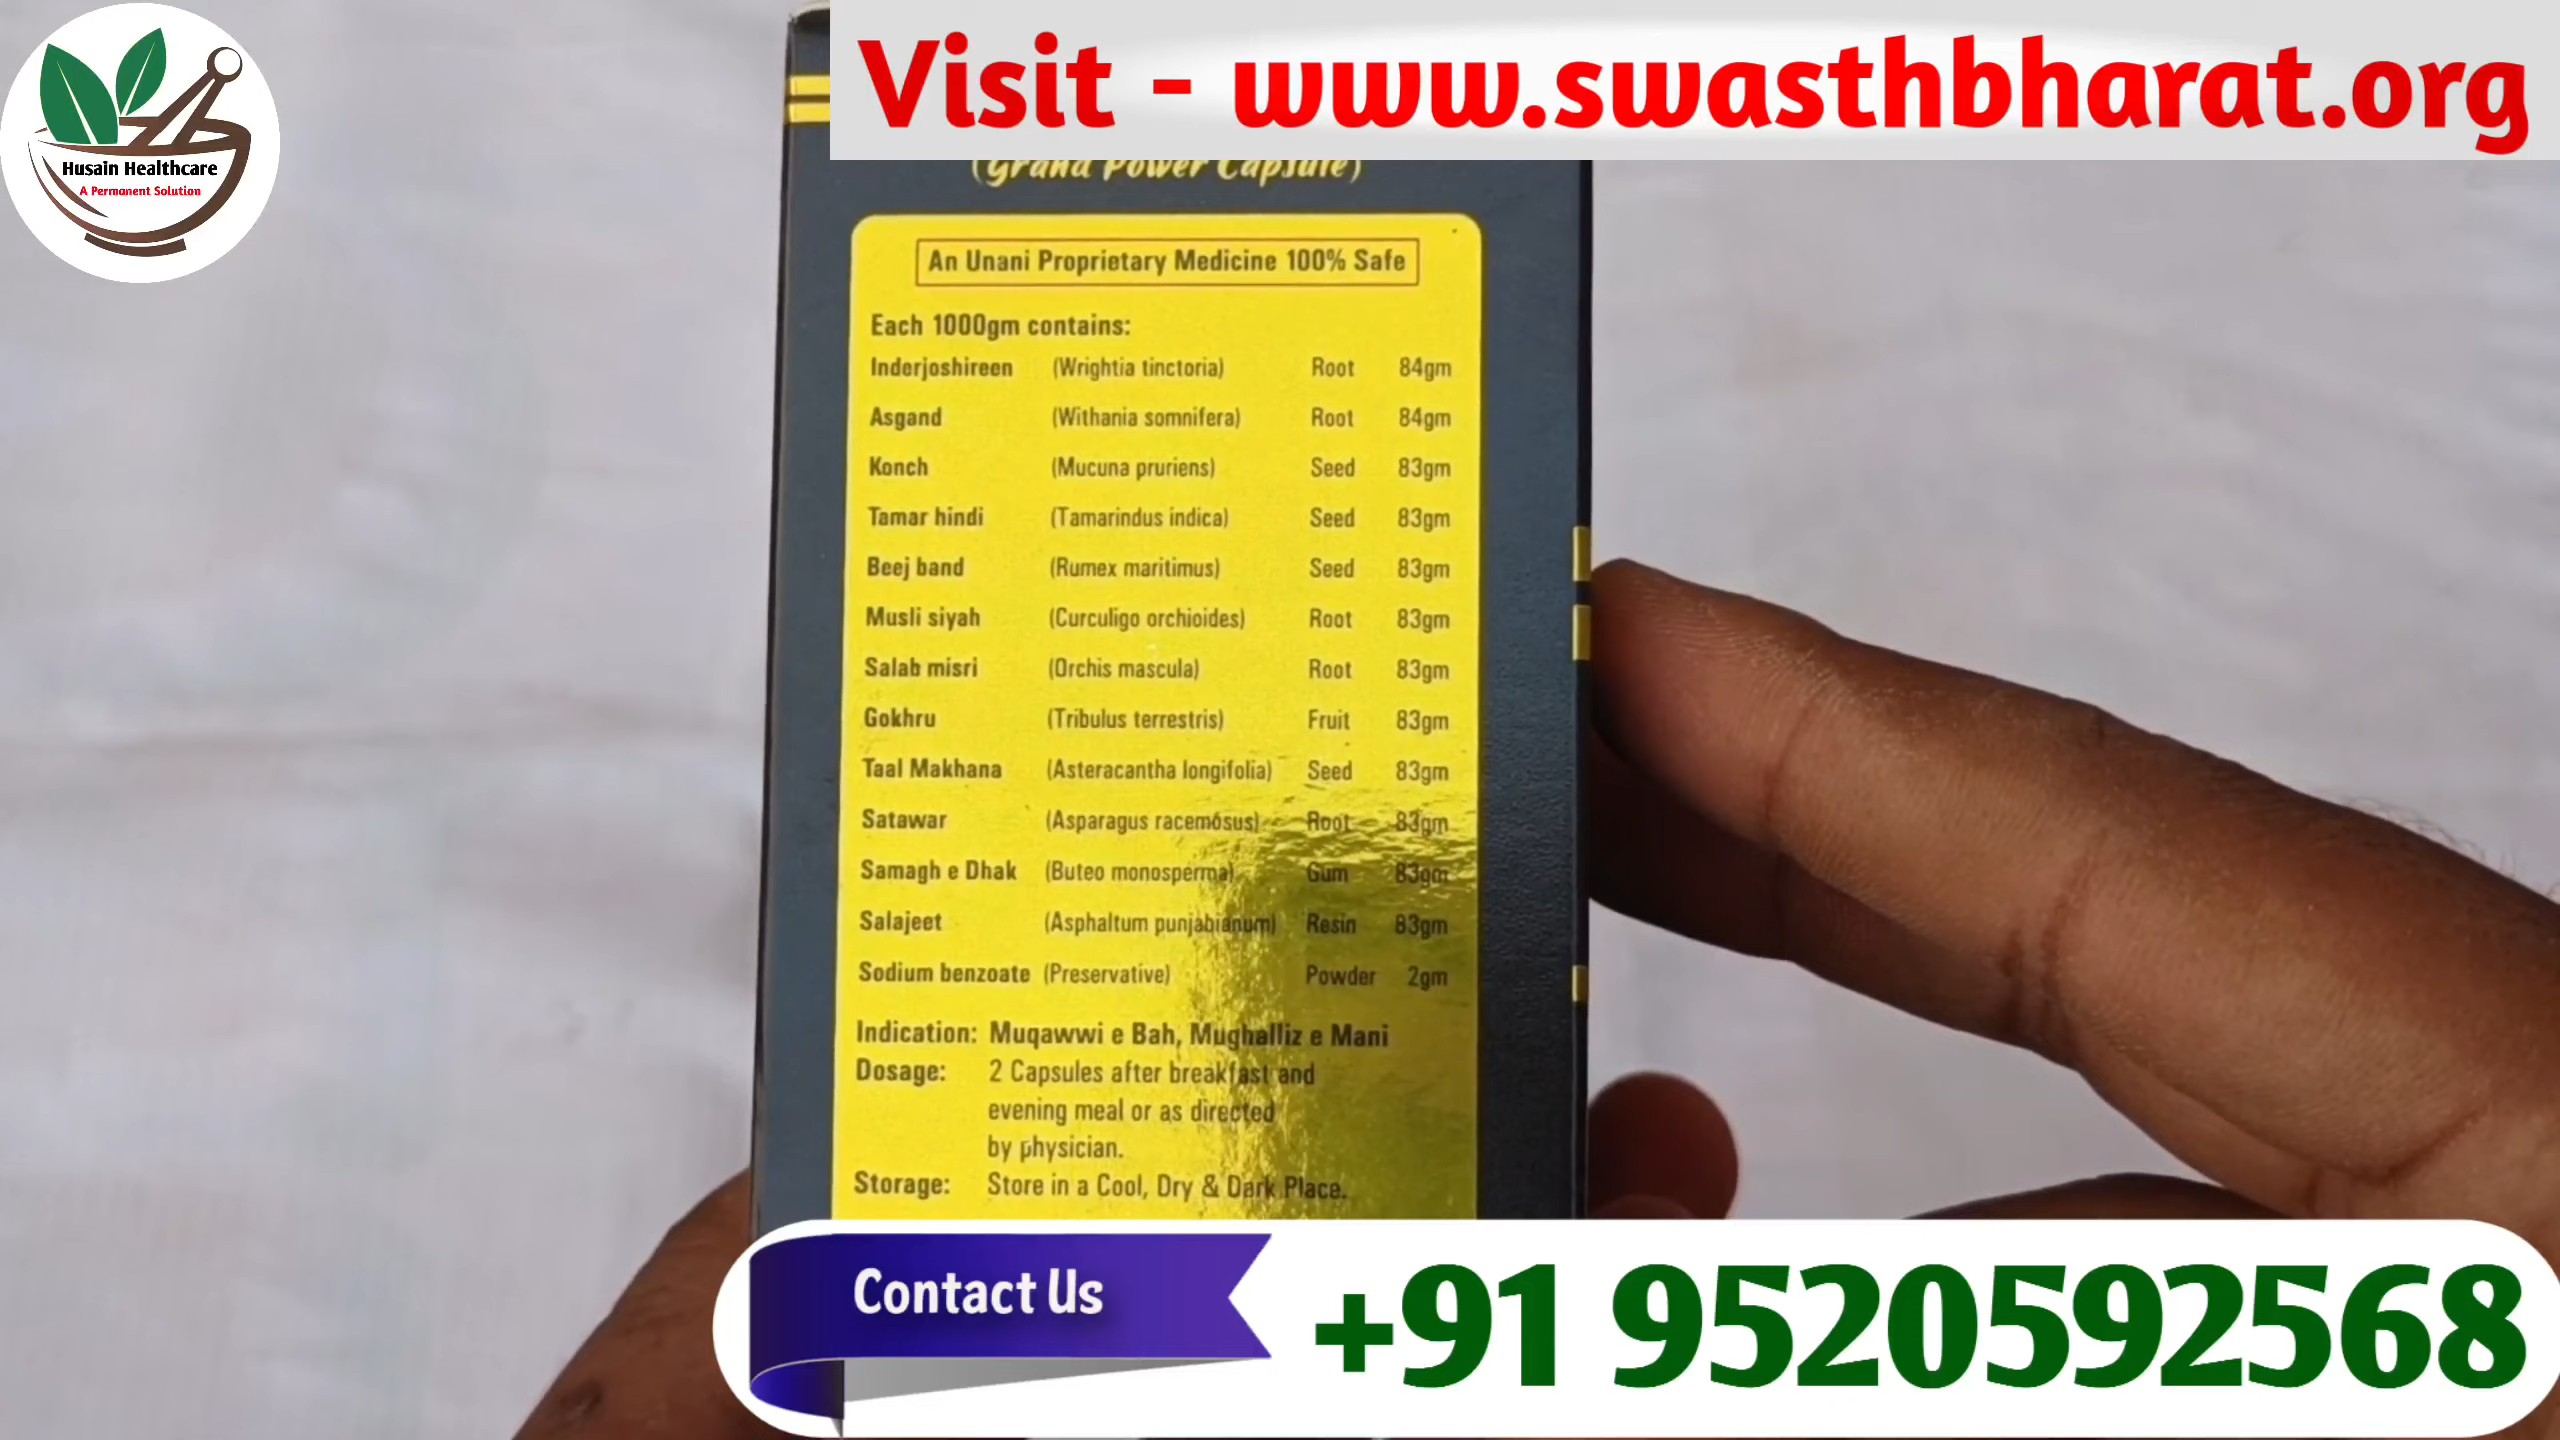 Visit - www.swasthbharat.org
Husain Healthcare
A Permanent Solution
(Grand Power Capsule)
An Unani Proprietary Medicine 100% Safe
Each 1000gm contains:
Inderjoshireen (Wrightia tinctoria) Root 84gm
Asgand (Withania somnifera) Root 84gm
Konch (Mucuna pruriens) Seed 83gm
Tamar hindi (Tamarindus indica) Seed 83gm
Beej band (Rumex maritimus) Seed 83gm
Musli siyah (Curculigo orchioides) Root 83gm
Salab misri (Orchis mascula) Root 83gm
Gokhru (Tribulus terrestris) Fruit 83gm
Taal Makhana (Asteracantha longifolia) Seed 83gm
Satawar (Asparagus racemosus) Root 83gm
Samagh e Dhak (Buteo monosperma) Gum 83gm
Salajeet (Asphaltum punjabianum) Resin 83gm
Sodium benzoate (Preservative) Powder 2gm
Indication: Muqawwi e Bah, Mughalliz e Mani
Dosage: 2 Capsules after breakfast and
evening meal or as directed
by physician.
Storage: Store in a Cool, Dry & Dark Place.
Contact Us +91 9520592568